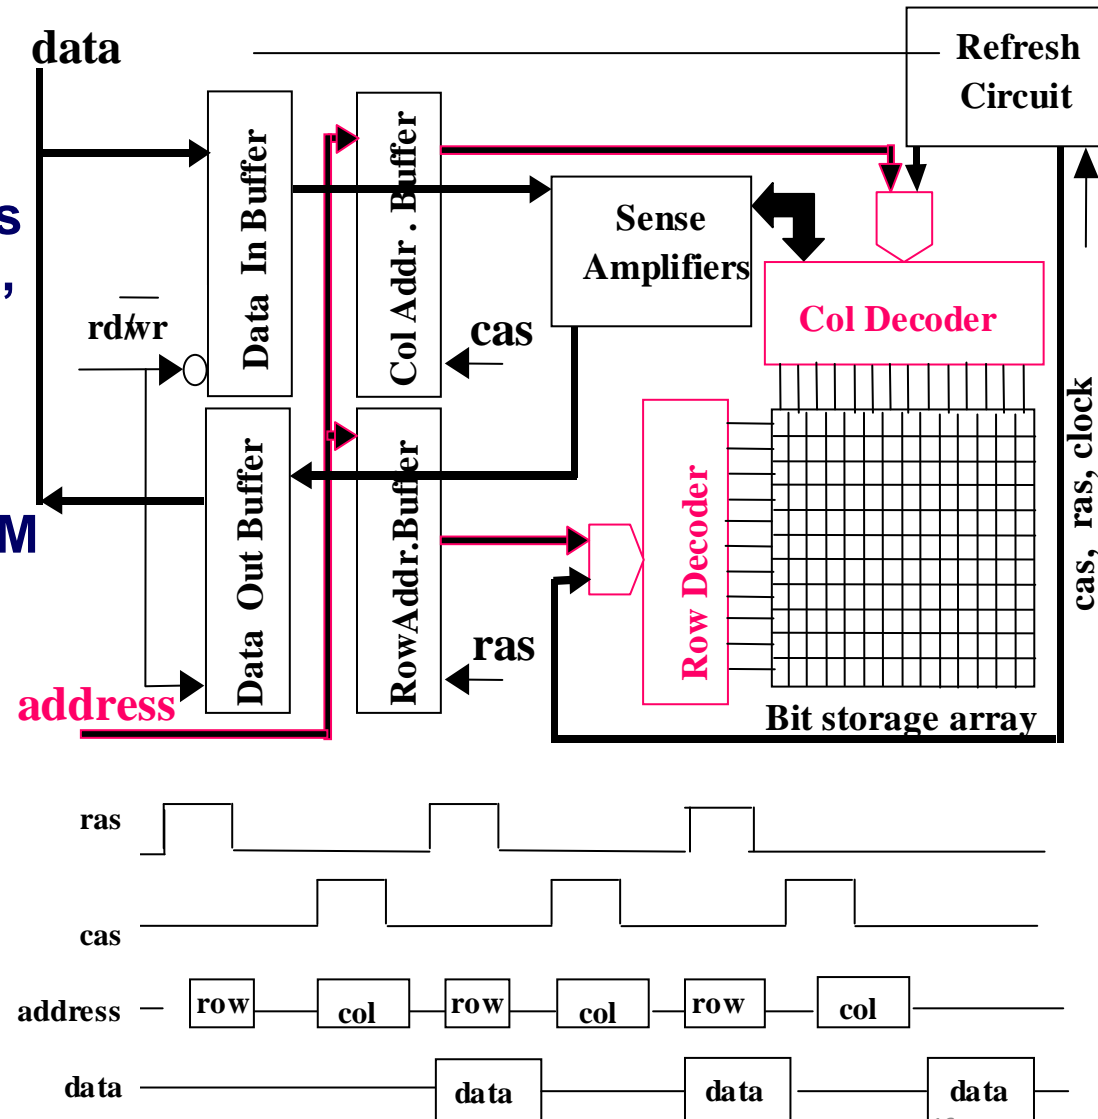 data
Refresh
Circuit
s
,
M
Data In Buffer
Col Addr . Buffer
Sense
Amplifiers
rd/wr
cas
Col Decoder
Data Out Buffer
RowAddr.Buffer
Row Decoder
cas, ras, clock
ras
address
Bit storage array
ras
cas
address
row
col
row
col
row
col
data
data
data
data